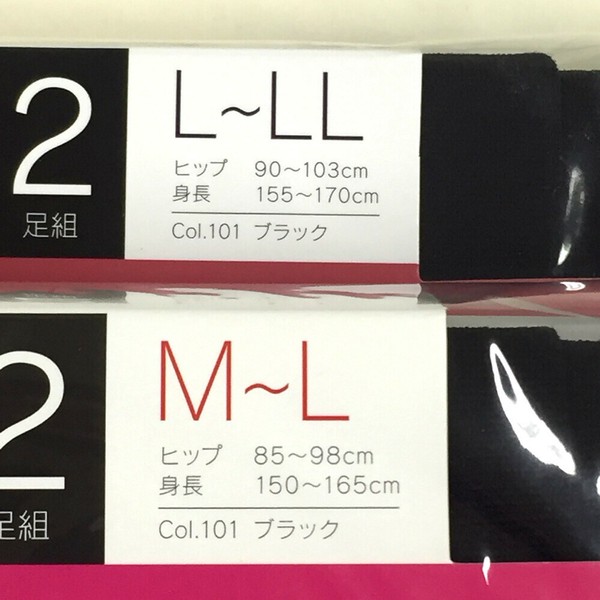 2
足組
L~LL
ヒップ 90~103cm
身長 155~170cm
Col.101 ブラック
2
足組
M~L
ヒップ 85~98cm
身長 150~165cm
Col.101 ブラック